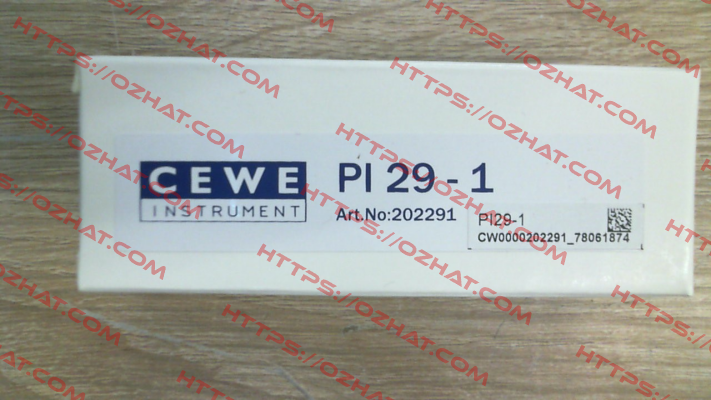 CEWE
INSTRUMENT
PI 29 - 1
Art.No:202291
PI29-1
CW0000202291_78061874
HTTPS://OZHAT.COM